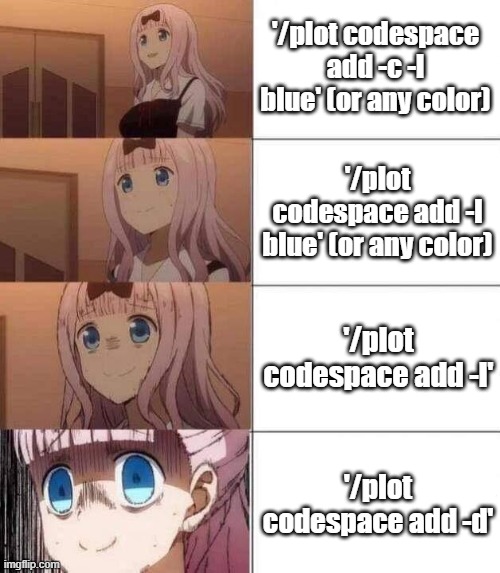 '/plot codespace
add -c -l
blue' (or any color)
'/plot
codespace add -l
blue' (or any color)
'/plot
codespace add -l'
'/plot
codespace add -d'
imgflip.com